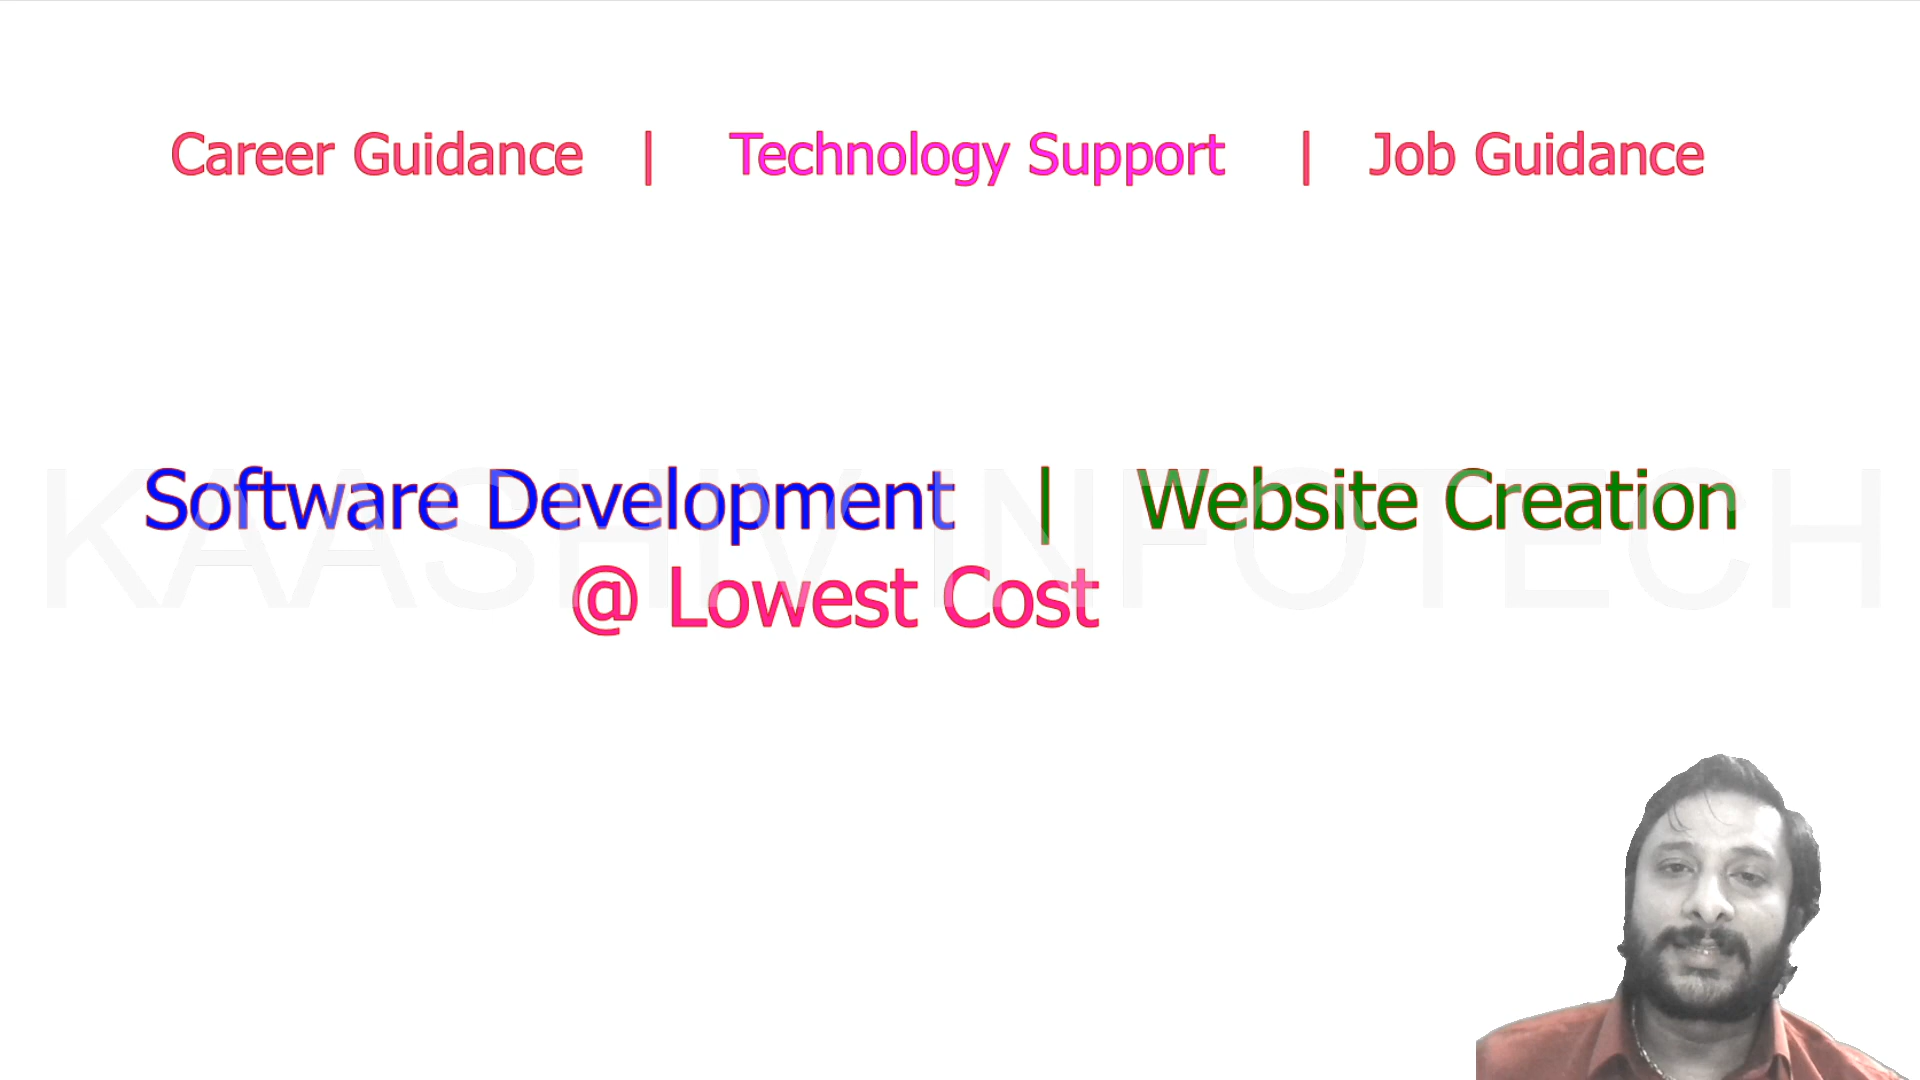 Career Guidance | Technology Support | Job Guidance
Software Development | Website Creation
@ Lowest Cost
KAASHIV INFOTECH